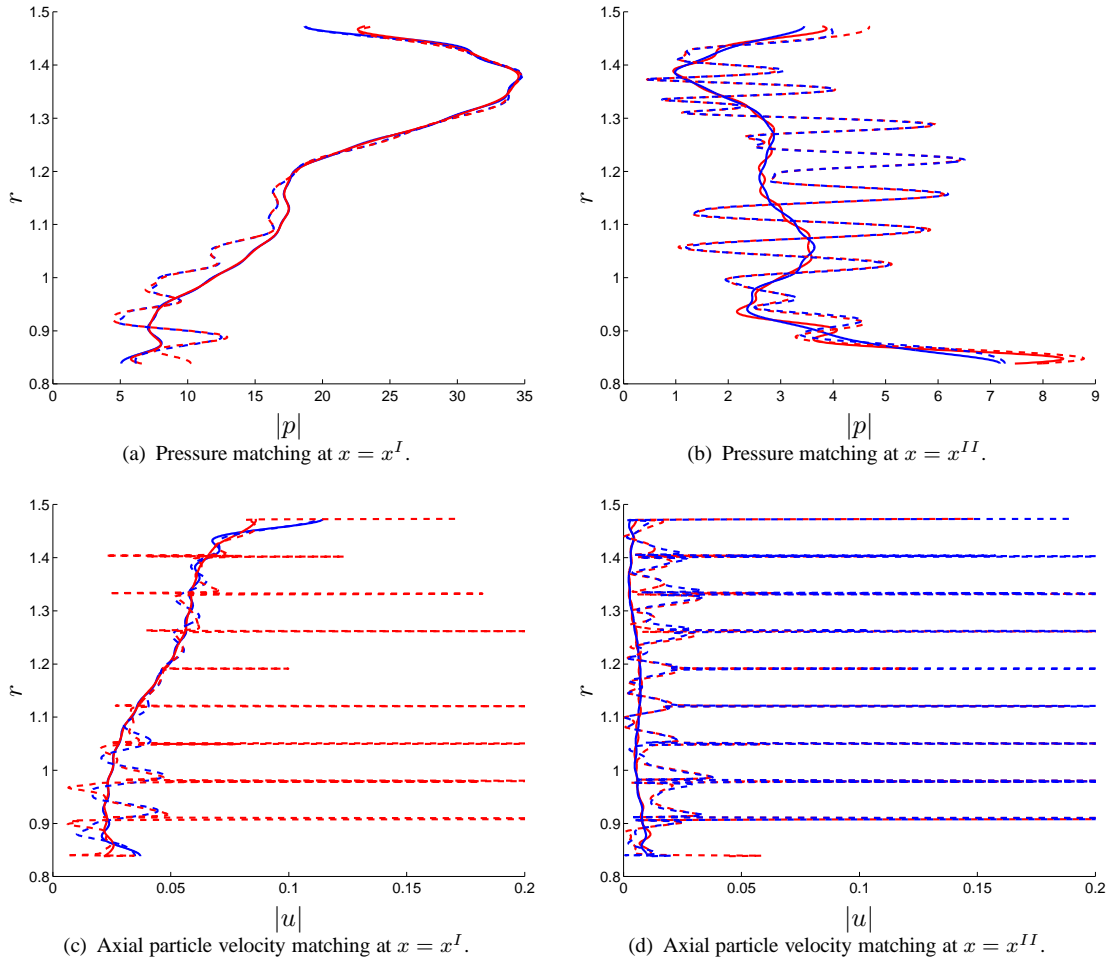 1.5
1.4
1.3
1.2
1.1
1
0.9
0.8
r
0 5 10 15 20 25 30 35
|p|
(a) Pressure matching at x = x^I.
1.5
1.4
1.3
1.2
1.1
1
0.9
0.8
r
0 1 2 3 4 5 6 7 8 9
|p|
(b) Pressure matching at x = x^{II}.
1.5
1.4
1.3
1.2
1.1
1
0.9
0.8
r
0 0.05 0.1 0.15 0.2
|u|
(c) Axial particle velocity matching at x = x^I.
1.5
1.4
1.3
1.2
1.1
1
0.9
0.8
r
0 0.05 0.1 0.15 0.2
|u|
(d) Axial particle velocity matching at x = x^{II}.